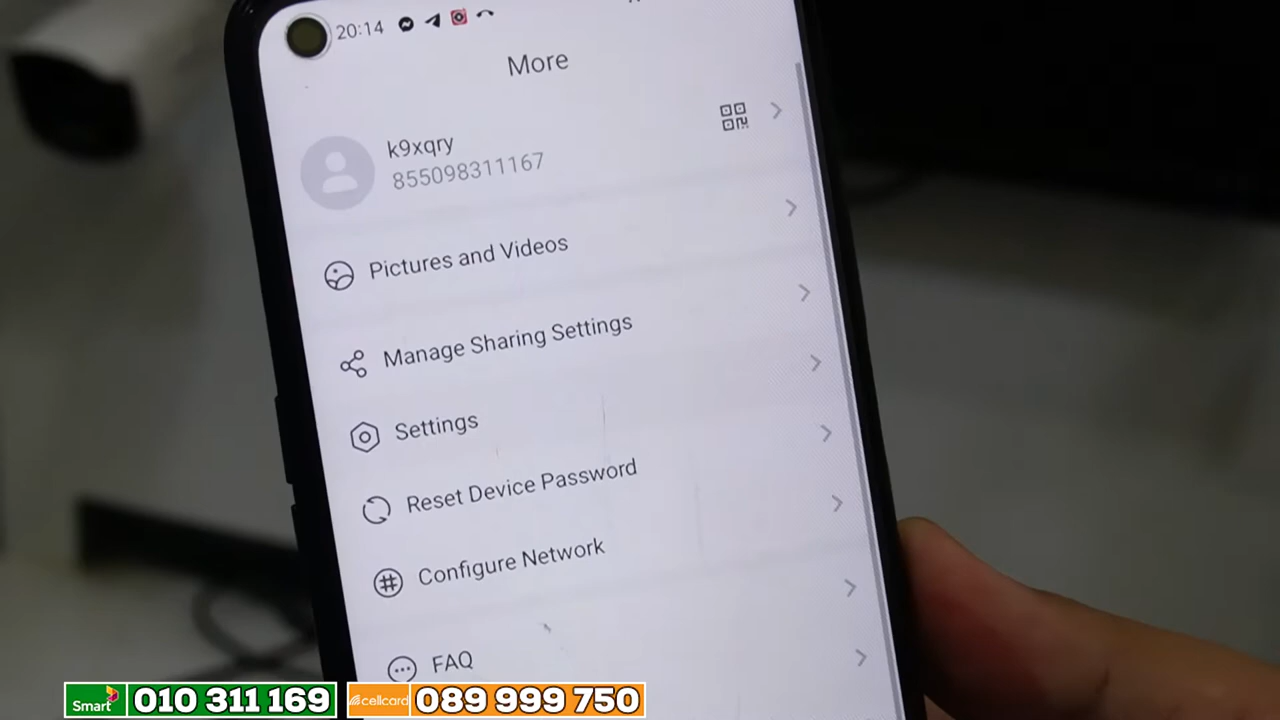 20:14
More
k9xqry
855098311167
Pictures and Videos
Manage Sharing Settings
Settings
Reset Device Password
Configure Network
FAQ
Smart 010 311 169 cellcard 089 999 750